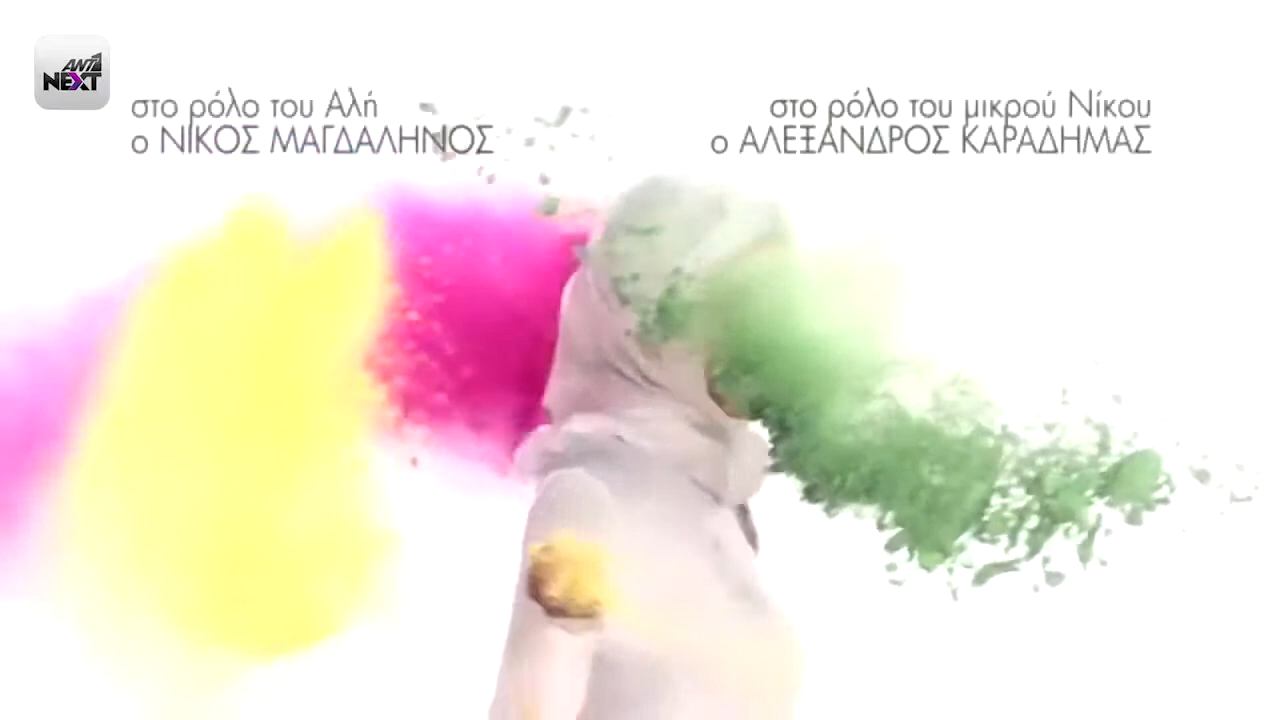 ANT1
NEXT
στο ρόλο του Αλή
ο ΝΙΚΟΣ ΜΑΓΔΑΛΗΝΟΣ
στο ρόλο του μικρού Νίκου
ο ΑΛΕΞΑΝΔΡΟΣ ΚΑΡΑΔΗΜΑΣ